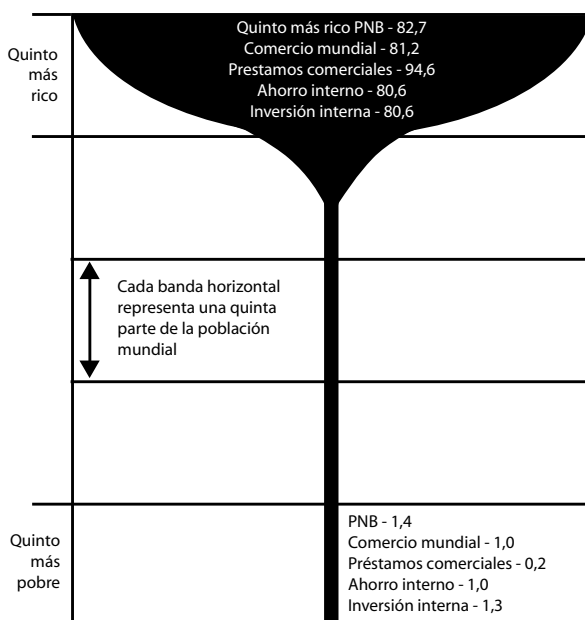 Quinto más rico PNB - 82,7
Comercio mundial - 81,2
Prestamos comerciales - 94,6
Ahorro interno - 80,6
Inversión interna - 80,6
Quinto
más
rico
Cada banda horizontal
representa una quinta
parte de la población
mundial
Quinto
más
pobre
PNB - 1,4
Comercio mundial - 1,0
Préstamos comerciales - 0,2
Ahorro interno - 1,0
Inversión interna - 1,3